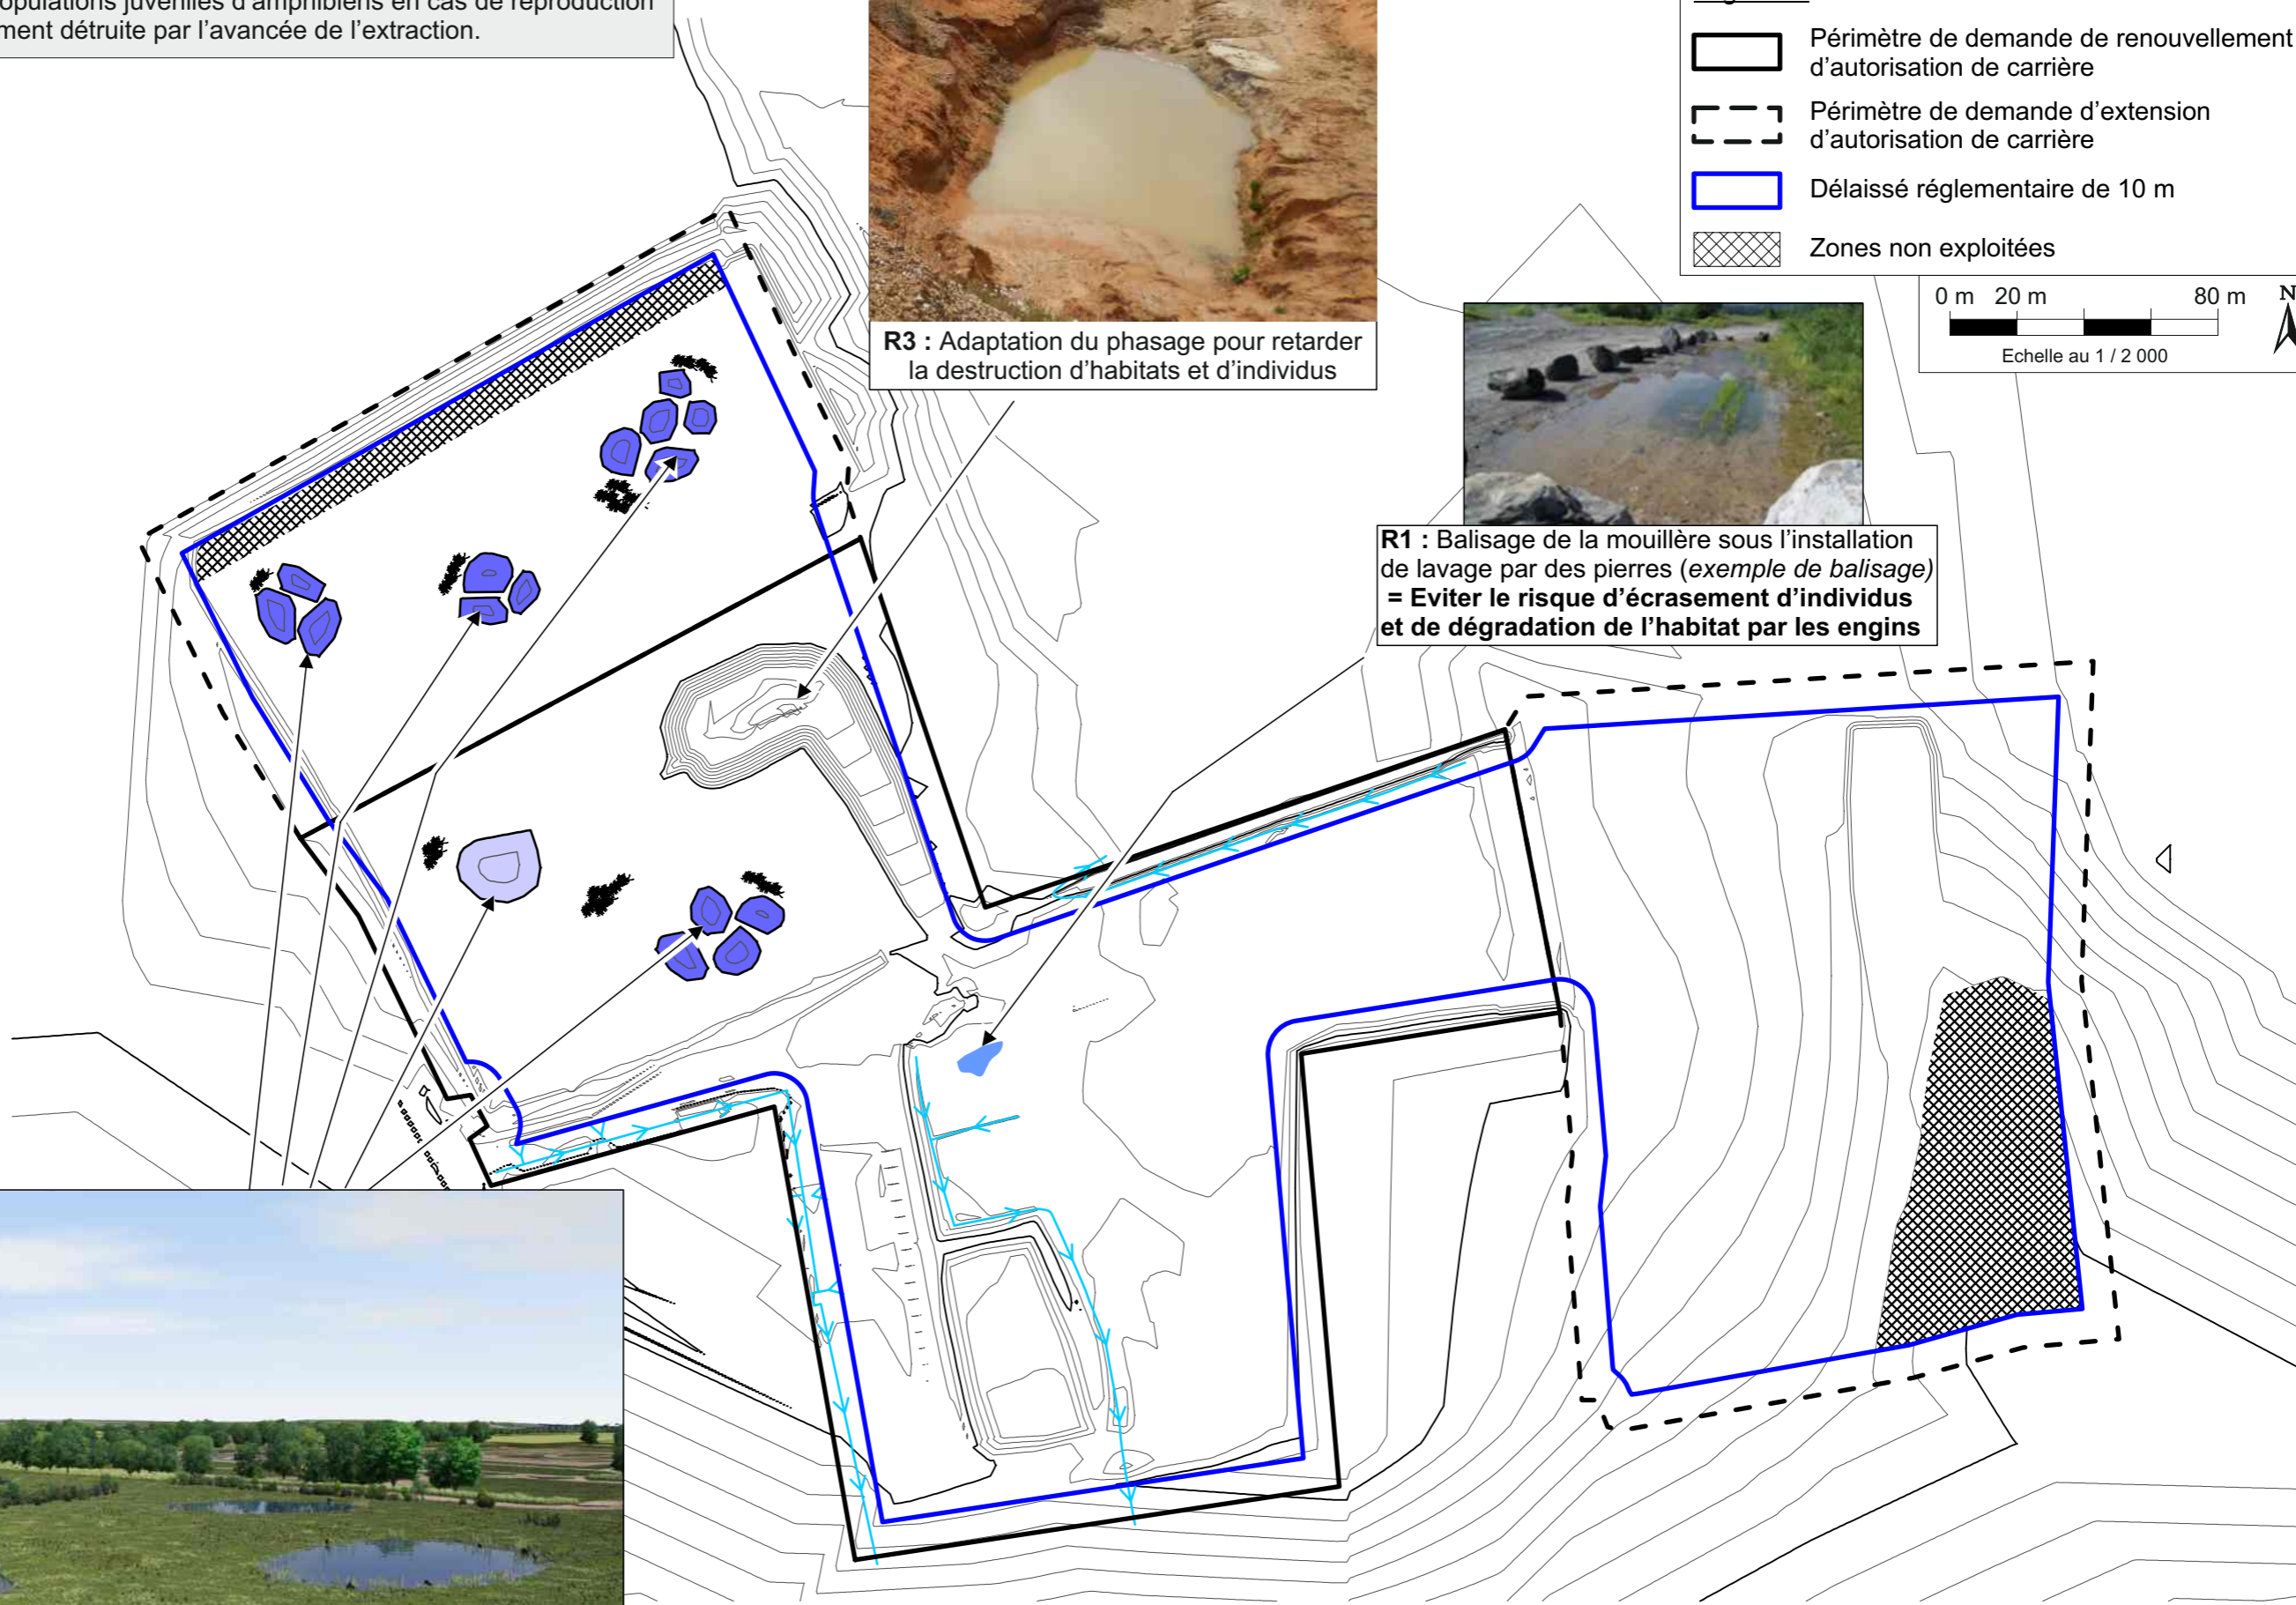 opulations juvéniles d'amphibiens en cas de reproduction
ment détruite par l'avancée de l'extraction.
R3 : Adaptation du phasage pour retarder
la destruction d'habitats et d'individus
Périmètre de demande de renouvellement
d'autorisation de carrière
Périmètre de demande d'extension
d'autorisation de carrière
Délaissé réglementaire de 10 m
Zones non exploitées
0 m 20 m 80 m N
Echelle au 1 / 2 000
R1 : Balisage de la mouillère sous l'installation
de lavage par des pierres (exemple de balisage)
= Eviter le risque d'écrasement d'individus
et de dégradation de l'habitat par les engins